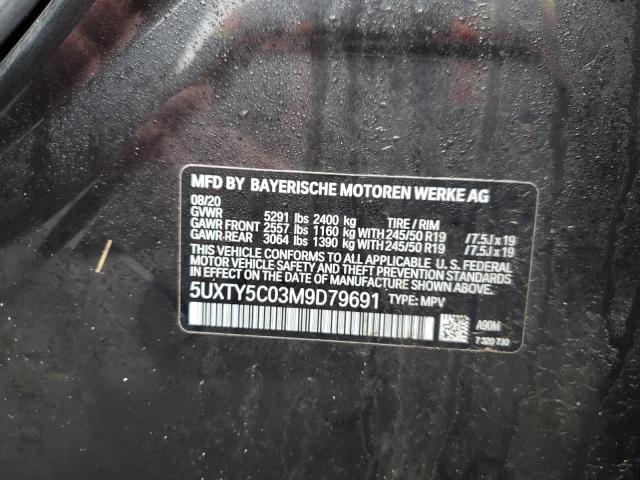 MFD BY BAYERISCHE MOTOREN WERKE AG
08/20
GVWR 5291 lbs 2400 kg TIRE / RIM
GAWR FRONT 2557 lbs 1160 kg WITH 245/50 R19 /7.5J x 19
GAWR REAR 3064 lbs 1390 kg WITH 245/50 R19 /7.5J x 19
THIS VEHICLE CONFORMS TO ALL APPLICABLE U.S. FEDERAL
MOTOR VEHICLE SAFETY AND THEFT PREVENTION STANDARDS
IN EFFECT ON THE DATE OF MANUFACTURE SHOWN ABOVE.
5UXTY5C03M9D79691 TYPE: MPV
A90M
7 320 730